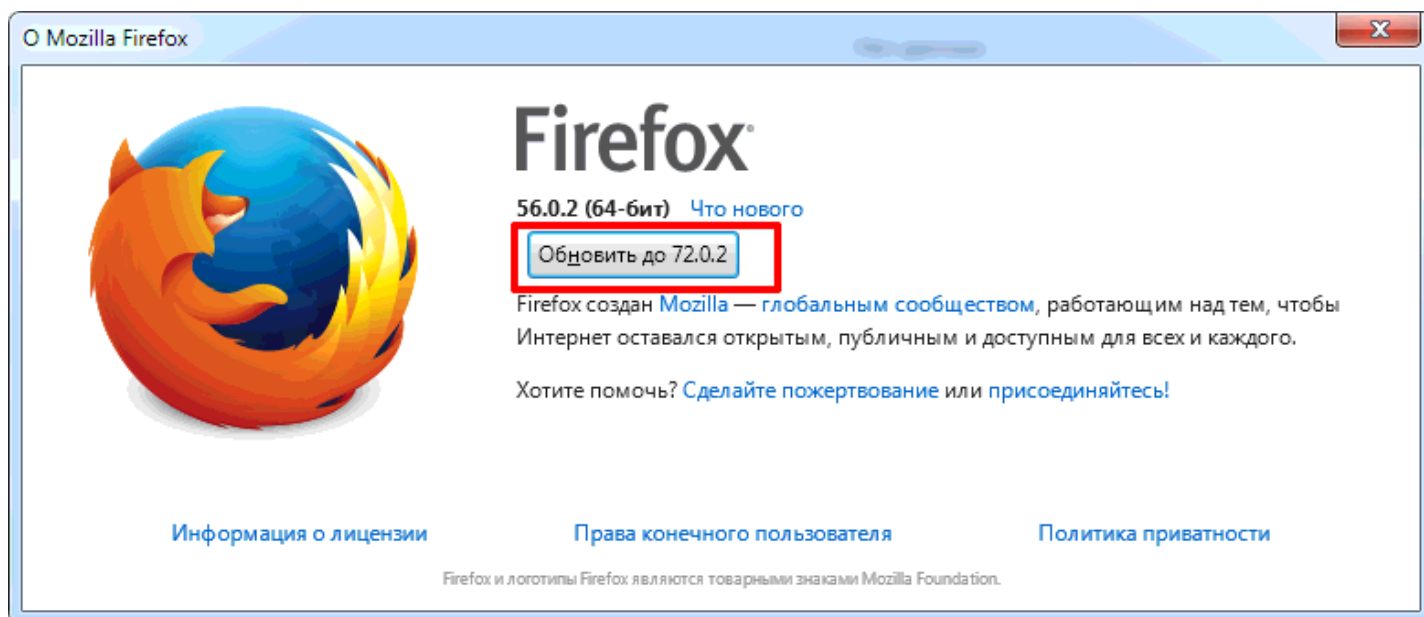 О Mozilla Firefox
Firefox
56.0.2 (64-бит) Что нового
Обновить до 72.0.2
Firefox создан Mozilla — глобальным сообществом, работающим над тем, чтобы
Интернет оставался открытым, публичным и доступным для всех и каждого.
Хотите помочь? Сделайте пожертвование или присоединяйтесь!
Информация о лицензии Права конечного пользователя Политика приватности
Firefox и логотипы Firefox являются товарными знаками Mozilla Foundation.